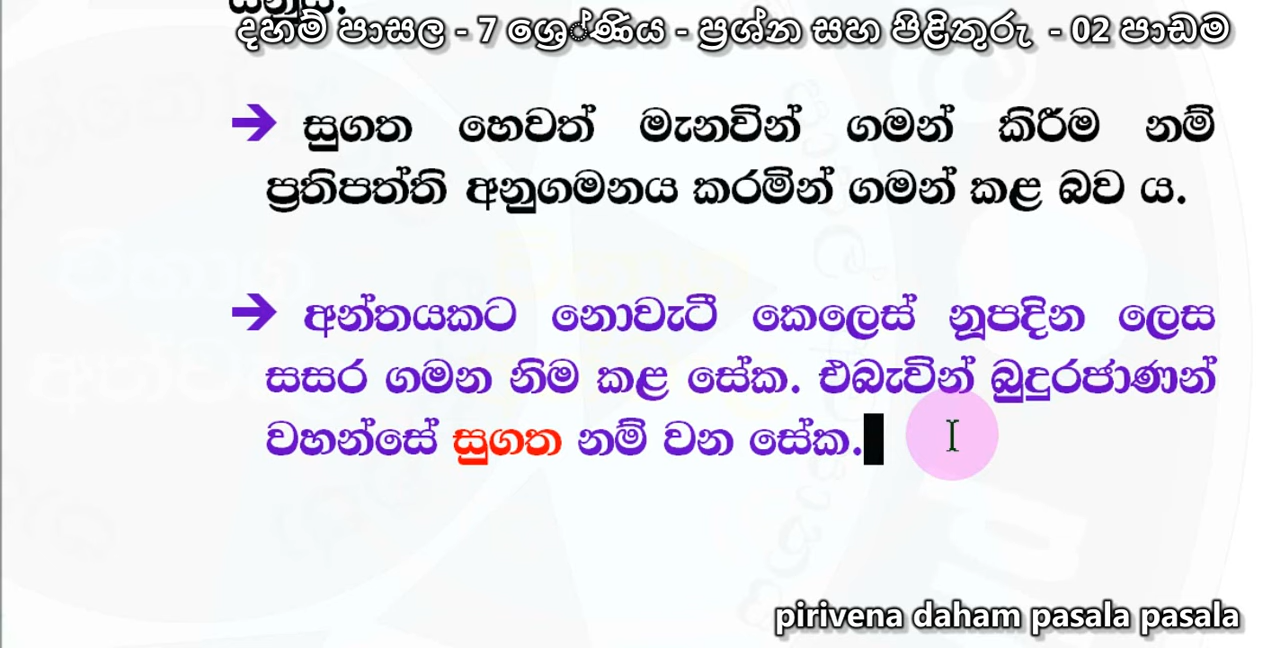 දහම් පාසල - 7 ශ්‍රේණිය - ප්‍රශ්න සහ පිළිතුරු - 02 පාඩම
➔ සුගත හෙවත් මැනවින් ගමන් කිරීම නම්
ප්‍රතිපත්ති අනුගමනය කරමින් ගමන් කළ බව ය.
➔ අන්තයකට නොවැටී කෙලෙස් නූපදින ලෙස
සසර ගමන නිම කළ සේක. එබැවින් බුදුරජාණන්
වහන්සේ සුගත නම් වන සේක.
pirivena daham pasala pasala